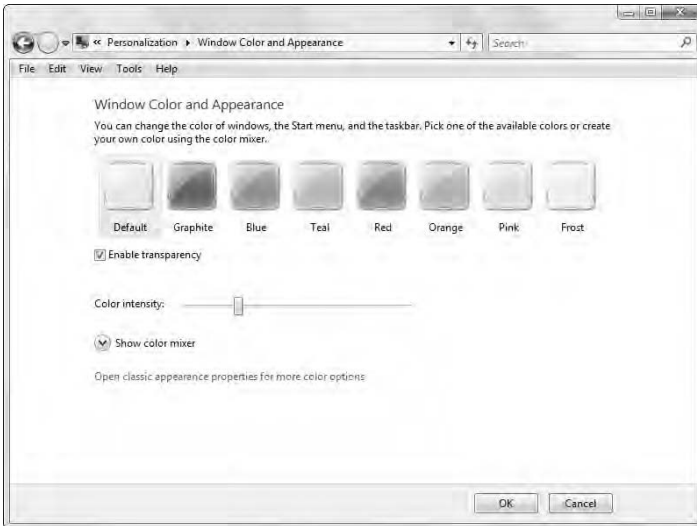 « Personalization ▸ Window Color and Appearance
Search
File Edit View Tools Help
Window Color and Appearance
You can change the color of windows, the Start menu, and the taskbar. Pick one of the available colors or create
your own color using the color mixer.
Default Graphite Blue Teal Red Orange Pink Frost
Enable transparency
Color intensity:
Show color mixer
Open classic appearance properties for more color options
OK Cancel